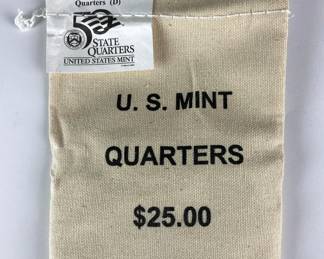 Quarters (D)
50
STATE
QUARTERS
UNITED STATES MINT
U. S. MINT
QUARTERS
$25.00